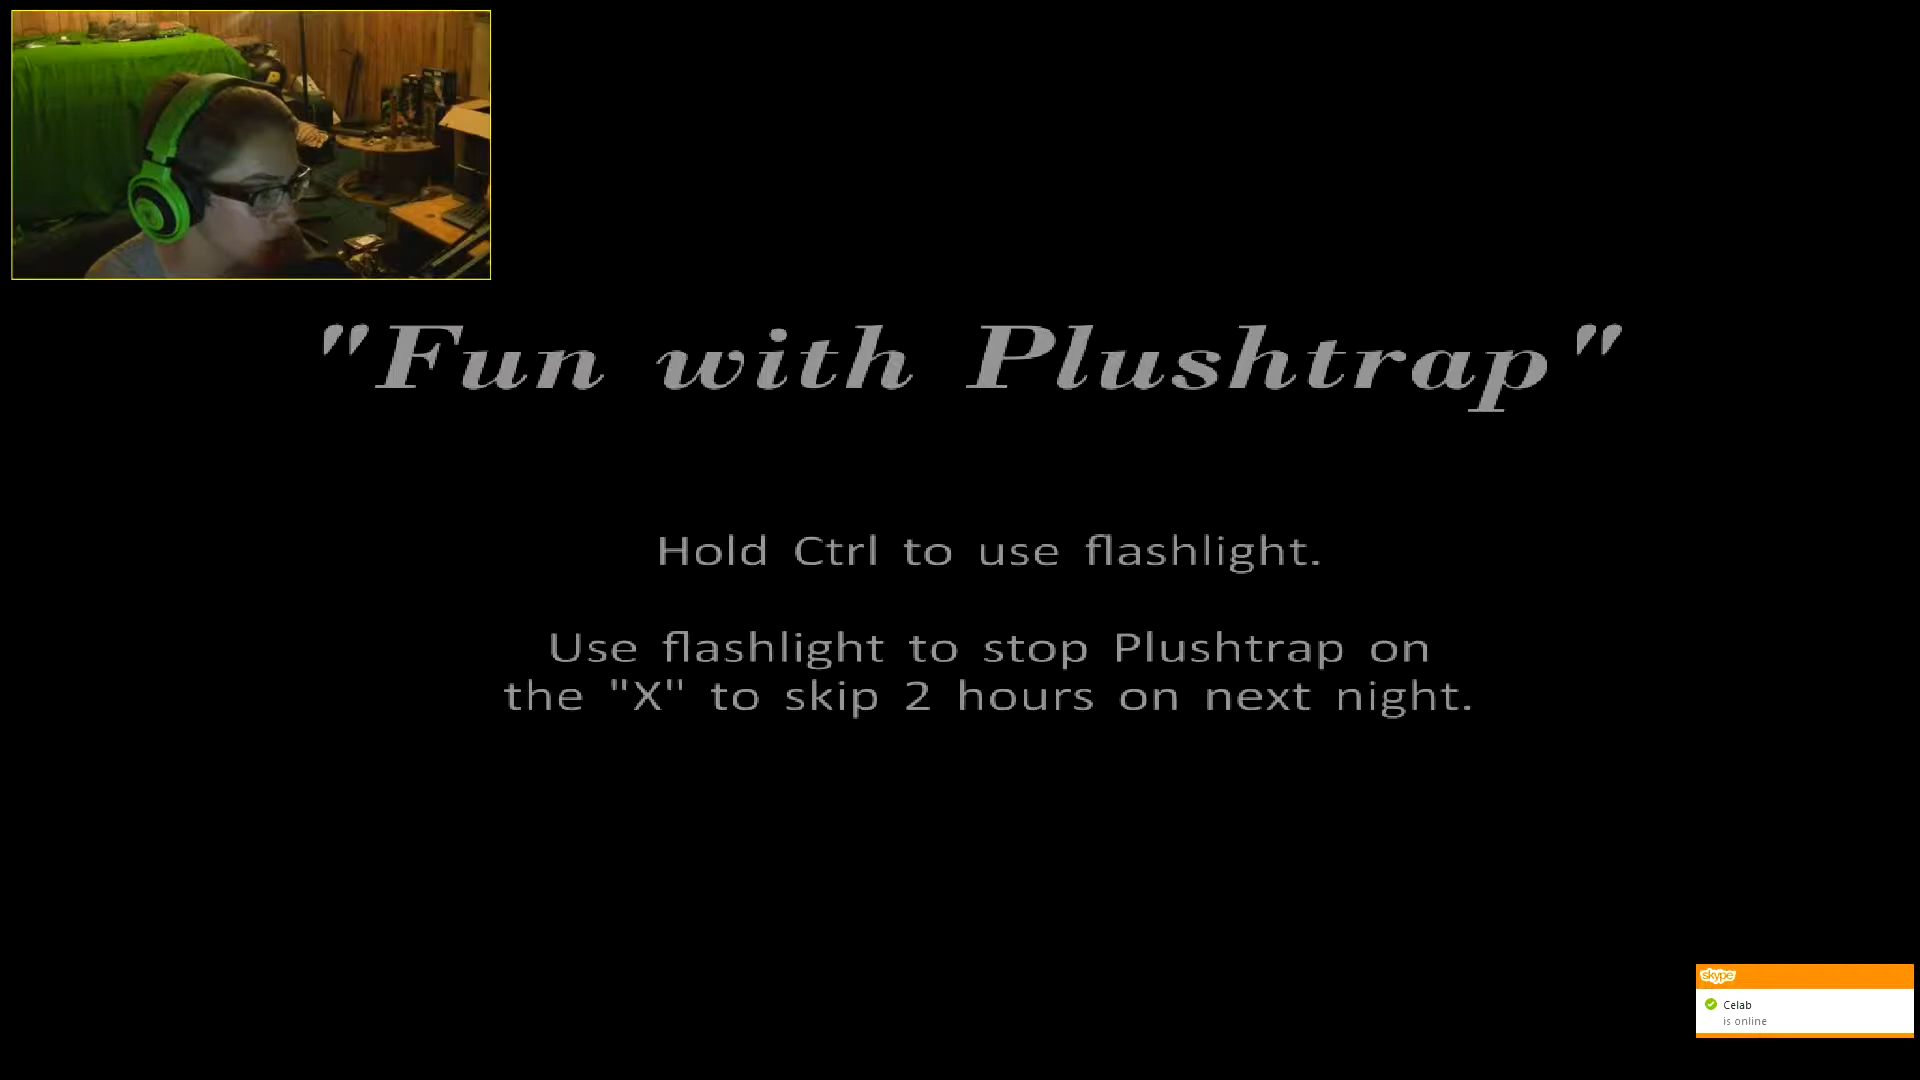 "Fun with Plushtrap"
Hold Ctrl to use flashlight.
Use flashlight to stop Plushtrap on
the "X" to skip 2 hours on next night.
skype
Celab
is online